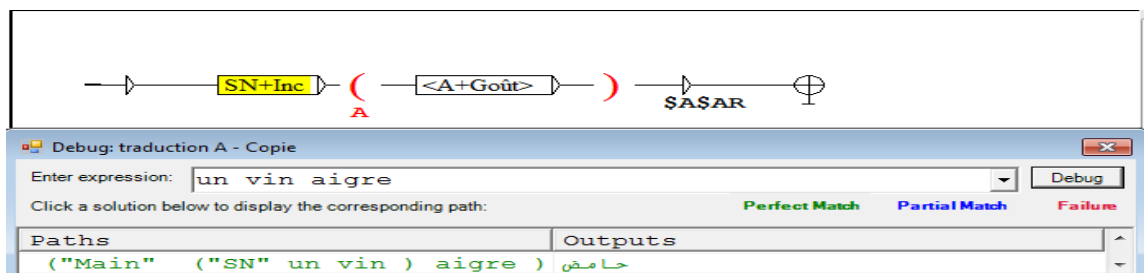 SN+Inc ( <A+Goût> )
A $A$AR
Debug: traduction A - Copie
Enter expression: un vin aigre Debug
Click a solution below to display the corresponding path: Perfect Match Partial Match Failure
Paths Outputs
("Main" ("SN" un vin ) aigre ) حامض